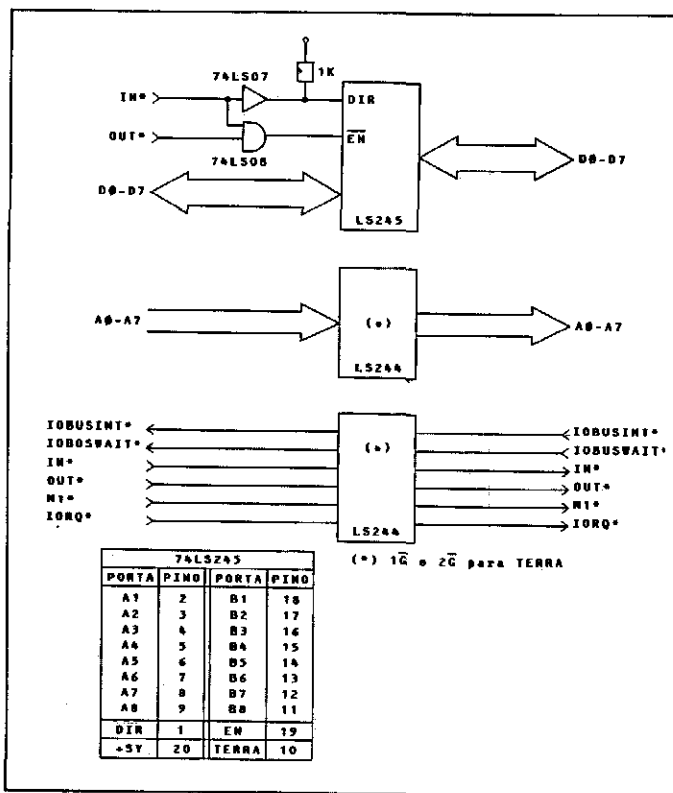 74LS07
1K
IN*
DIR
OUT*
EN
74LS08
D0-D7
D0-D7
LS245
A0-A7
(*)
A0-A7
LS244
IOBUSINT*
IOBUSINT*
IOBOSWAIT*
IOBUSWAIT*
IN*
(*)
IN*
OUT*
OUT*
M1*
M1*
IORQ*
LS244
IORQ*
(*) 1G e 2G para TERRA
74LS245
PORTA PINO PORTA PINO
A1 2 B1 18
A2 3 B2 17
A3 4 B3 16
A4 5 B4 15
A5 6 B5 14
A6 7 B6 13
A7 8 B7 12
A8 9 B8 11
DIR 1 EN 19
+5V 20 TERRA 10